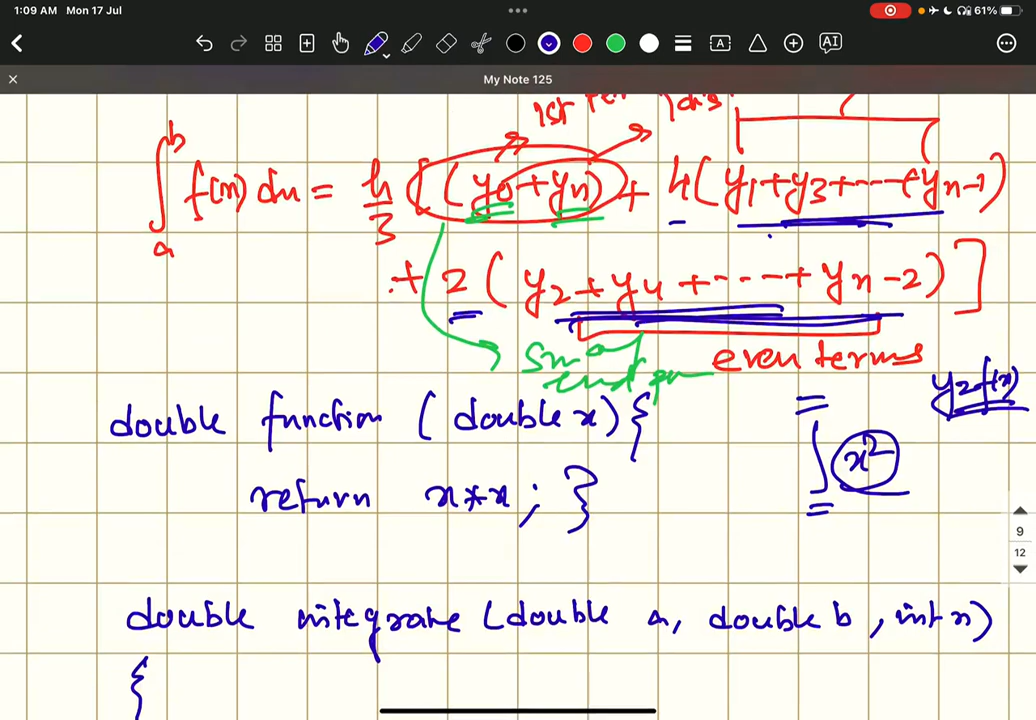 1:09 AM Mon 17 Jul
61%
A
AI
My Note 125
1st
∫ₐᵇ f(x) dx = h/3 [(y0 + yn) + 4(y1 + y3 + ---- + yn-1)
+ 2 (y2 + y4 + ---- + yn-2)]
even terms
y = f(x)
double function (double x) {
∫ x²
return x*x; }
9
12
double integrate (double a, double b, int n)
{